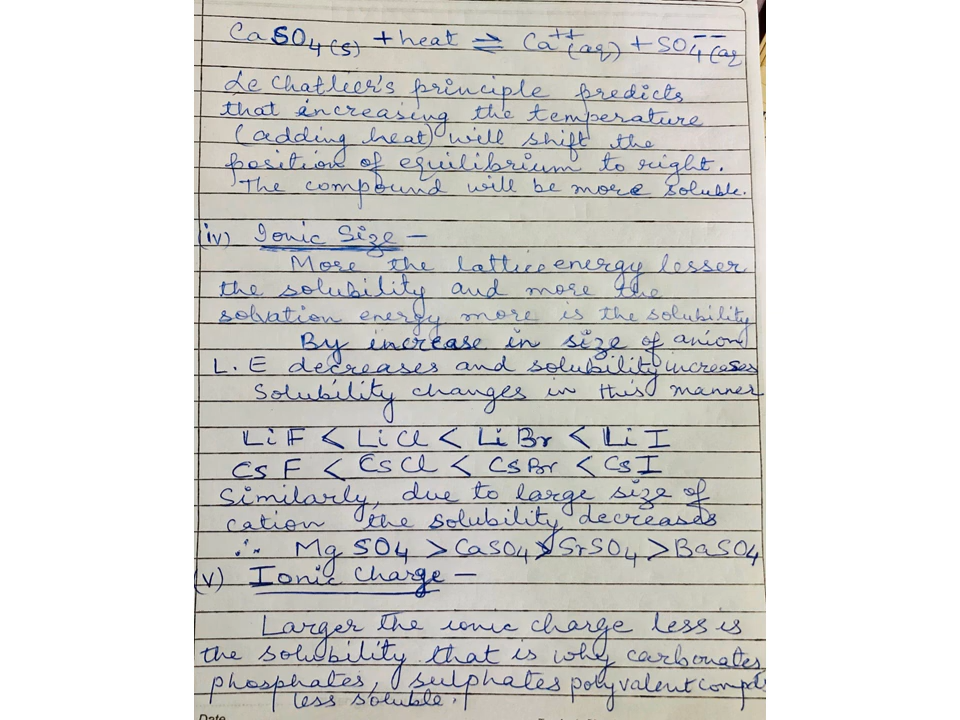 CaSO4(s) + heat ⇌ Ca++(aq) + SO4--(aq
Le Chatlier's principle predicts
that increasing the temperature
(adding heat) will shift the
position of equilibrium to right.
The compound will be more soluble.
(iv) Ionic Size –
More the lattice energy lesser
the solubility and more the
solvation energy more is the solubility
By increase in size of anion
L.E decreases and solubility increases
Solubility changes in this manner
LiF < LiCl < LiBr < LiI
CsF < CsCl < CsBr < CsI
Similarly, due to large size of
cation the solubility decreases
∴ MgSO4 > CaSO4 > SrSO4 > BaSO4
(v) Ionic Charge –
Larger the ionic charge less is
the solubility that is why carbonates,
phosphates, sulphates polyvalent compds
less soluble.
Date